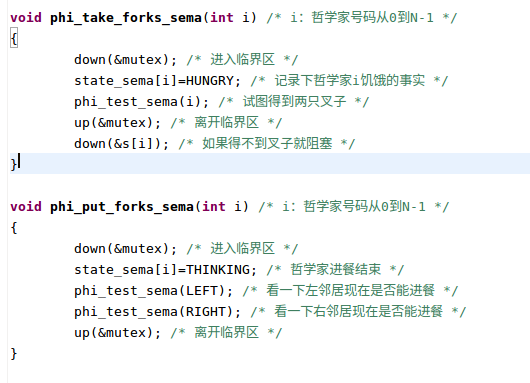 void phi_take_forks_sema(int i) /* i：哲学家号码从0到N-1 */
{
down(&mutex); /* 进入临界区 */
state_sema[i]=HUNGRY; /* 记录下哲学家i饥饿的事实 */
phi_test_sema(i); /* 试图得到两只叉子 */
up(&mutex); /* 离开临界区 */
down(&s[i]); /* 如果得不到叉子就阻塞 */
}
void phi_put_forks_sema(int i) /* i：哲学家号码从0到N-1 */
{
down(&mutex); /* 进入临界区 */
state_sema[i]=THINKING; /* 哲学家进餐结束 */
phi_test_sema(LEFT); /* 看一下左邻居现在是否能进餐 */
phi_test_sema(RIGHT); /* 看一下右邻居现在是否能进餐 */
up(&mutex); /* 离开临界区 */
}